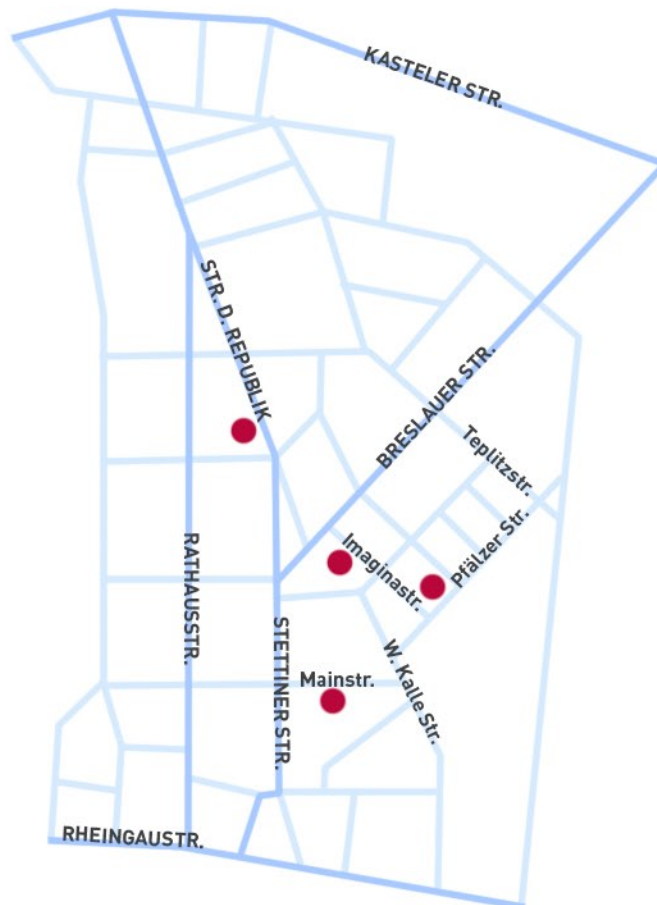 KASTELER STR.
STR. D. REPUBLIK
BRESLAUER STR.
Teplitzstr.
Pfälzer Str.
Imaginastr.
RATHAUSSTR.
STETTINER STR.
W. Kalle Str.
Mainstr.
RHEINGAUSTR.